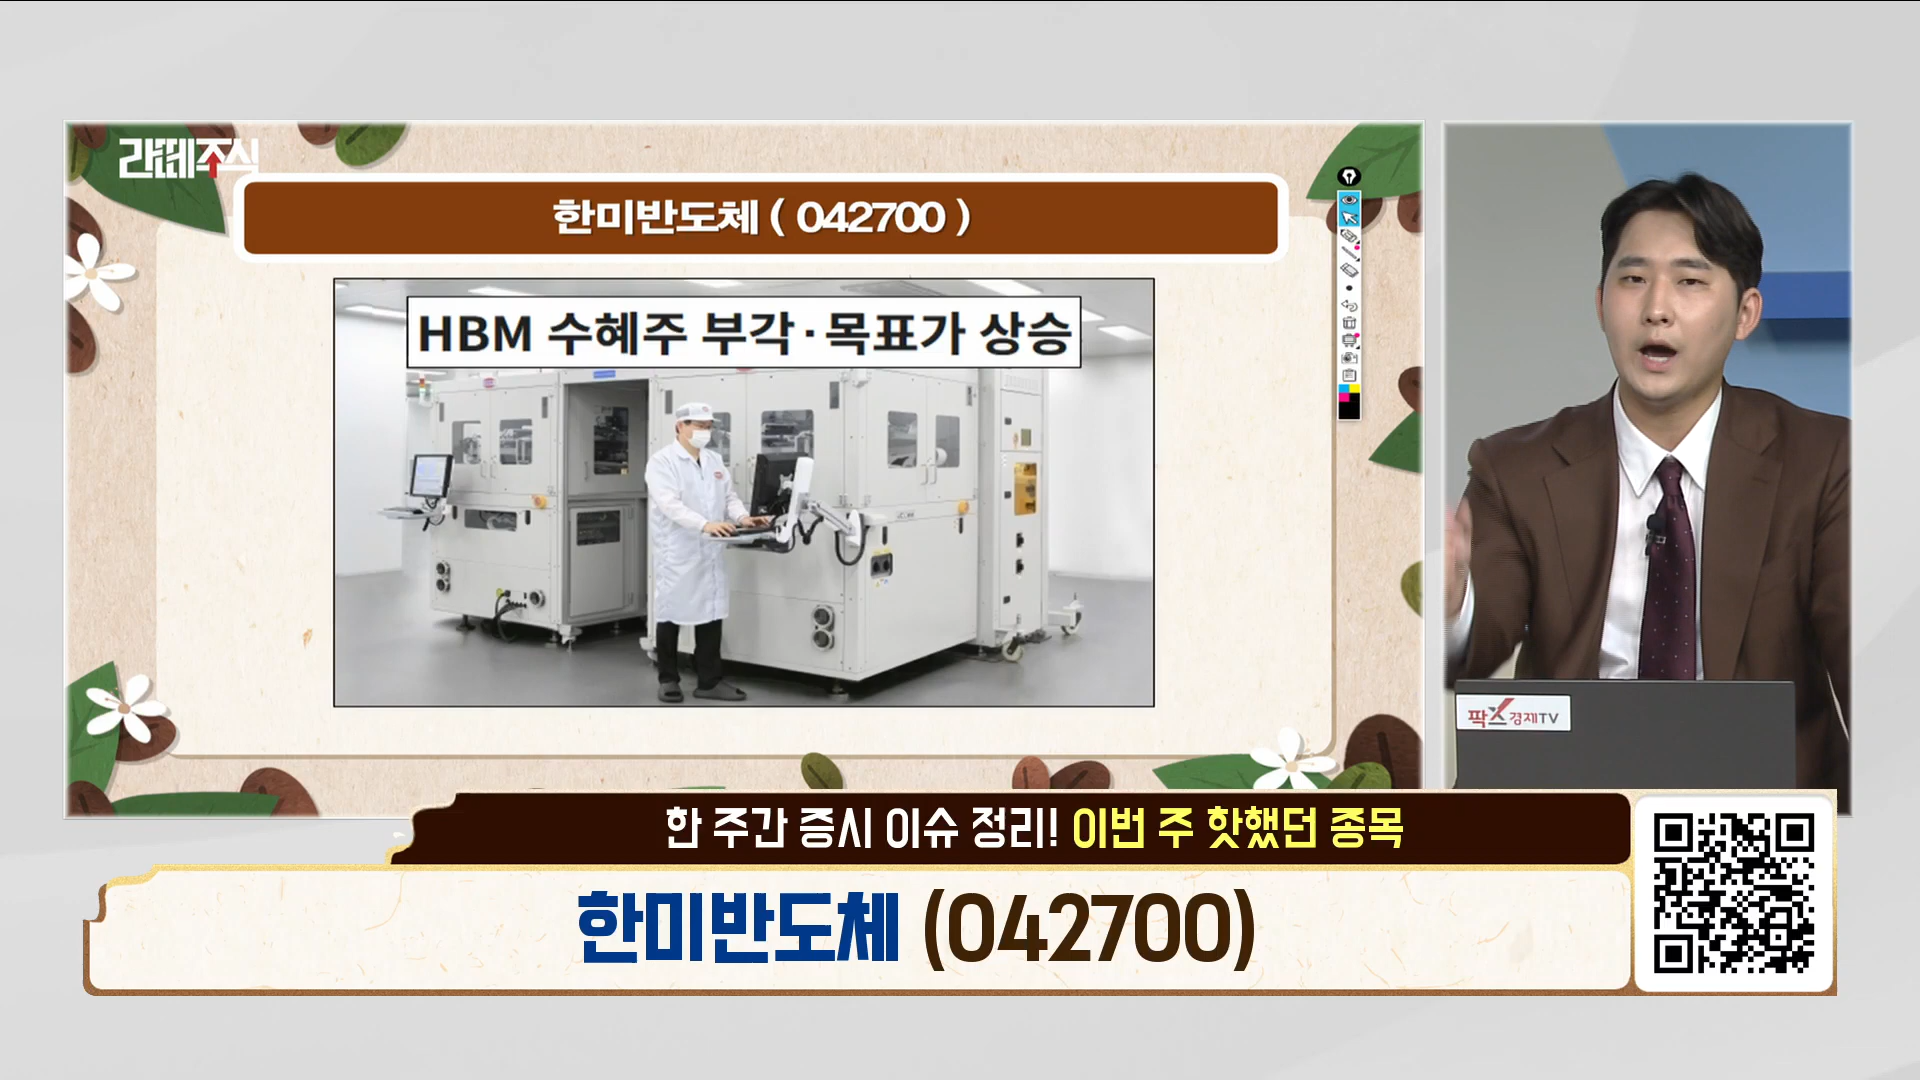 라떼주식
한미반도체 ( 042700 )
HBM 수혜주 부각·목표가 상승
팍스경제TV
한 주간 증시 이슈 정리! 이번 주 핫했던 종목
한미반도체 (042700)